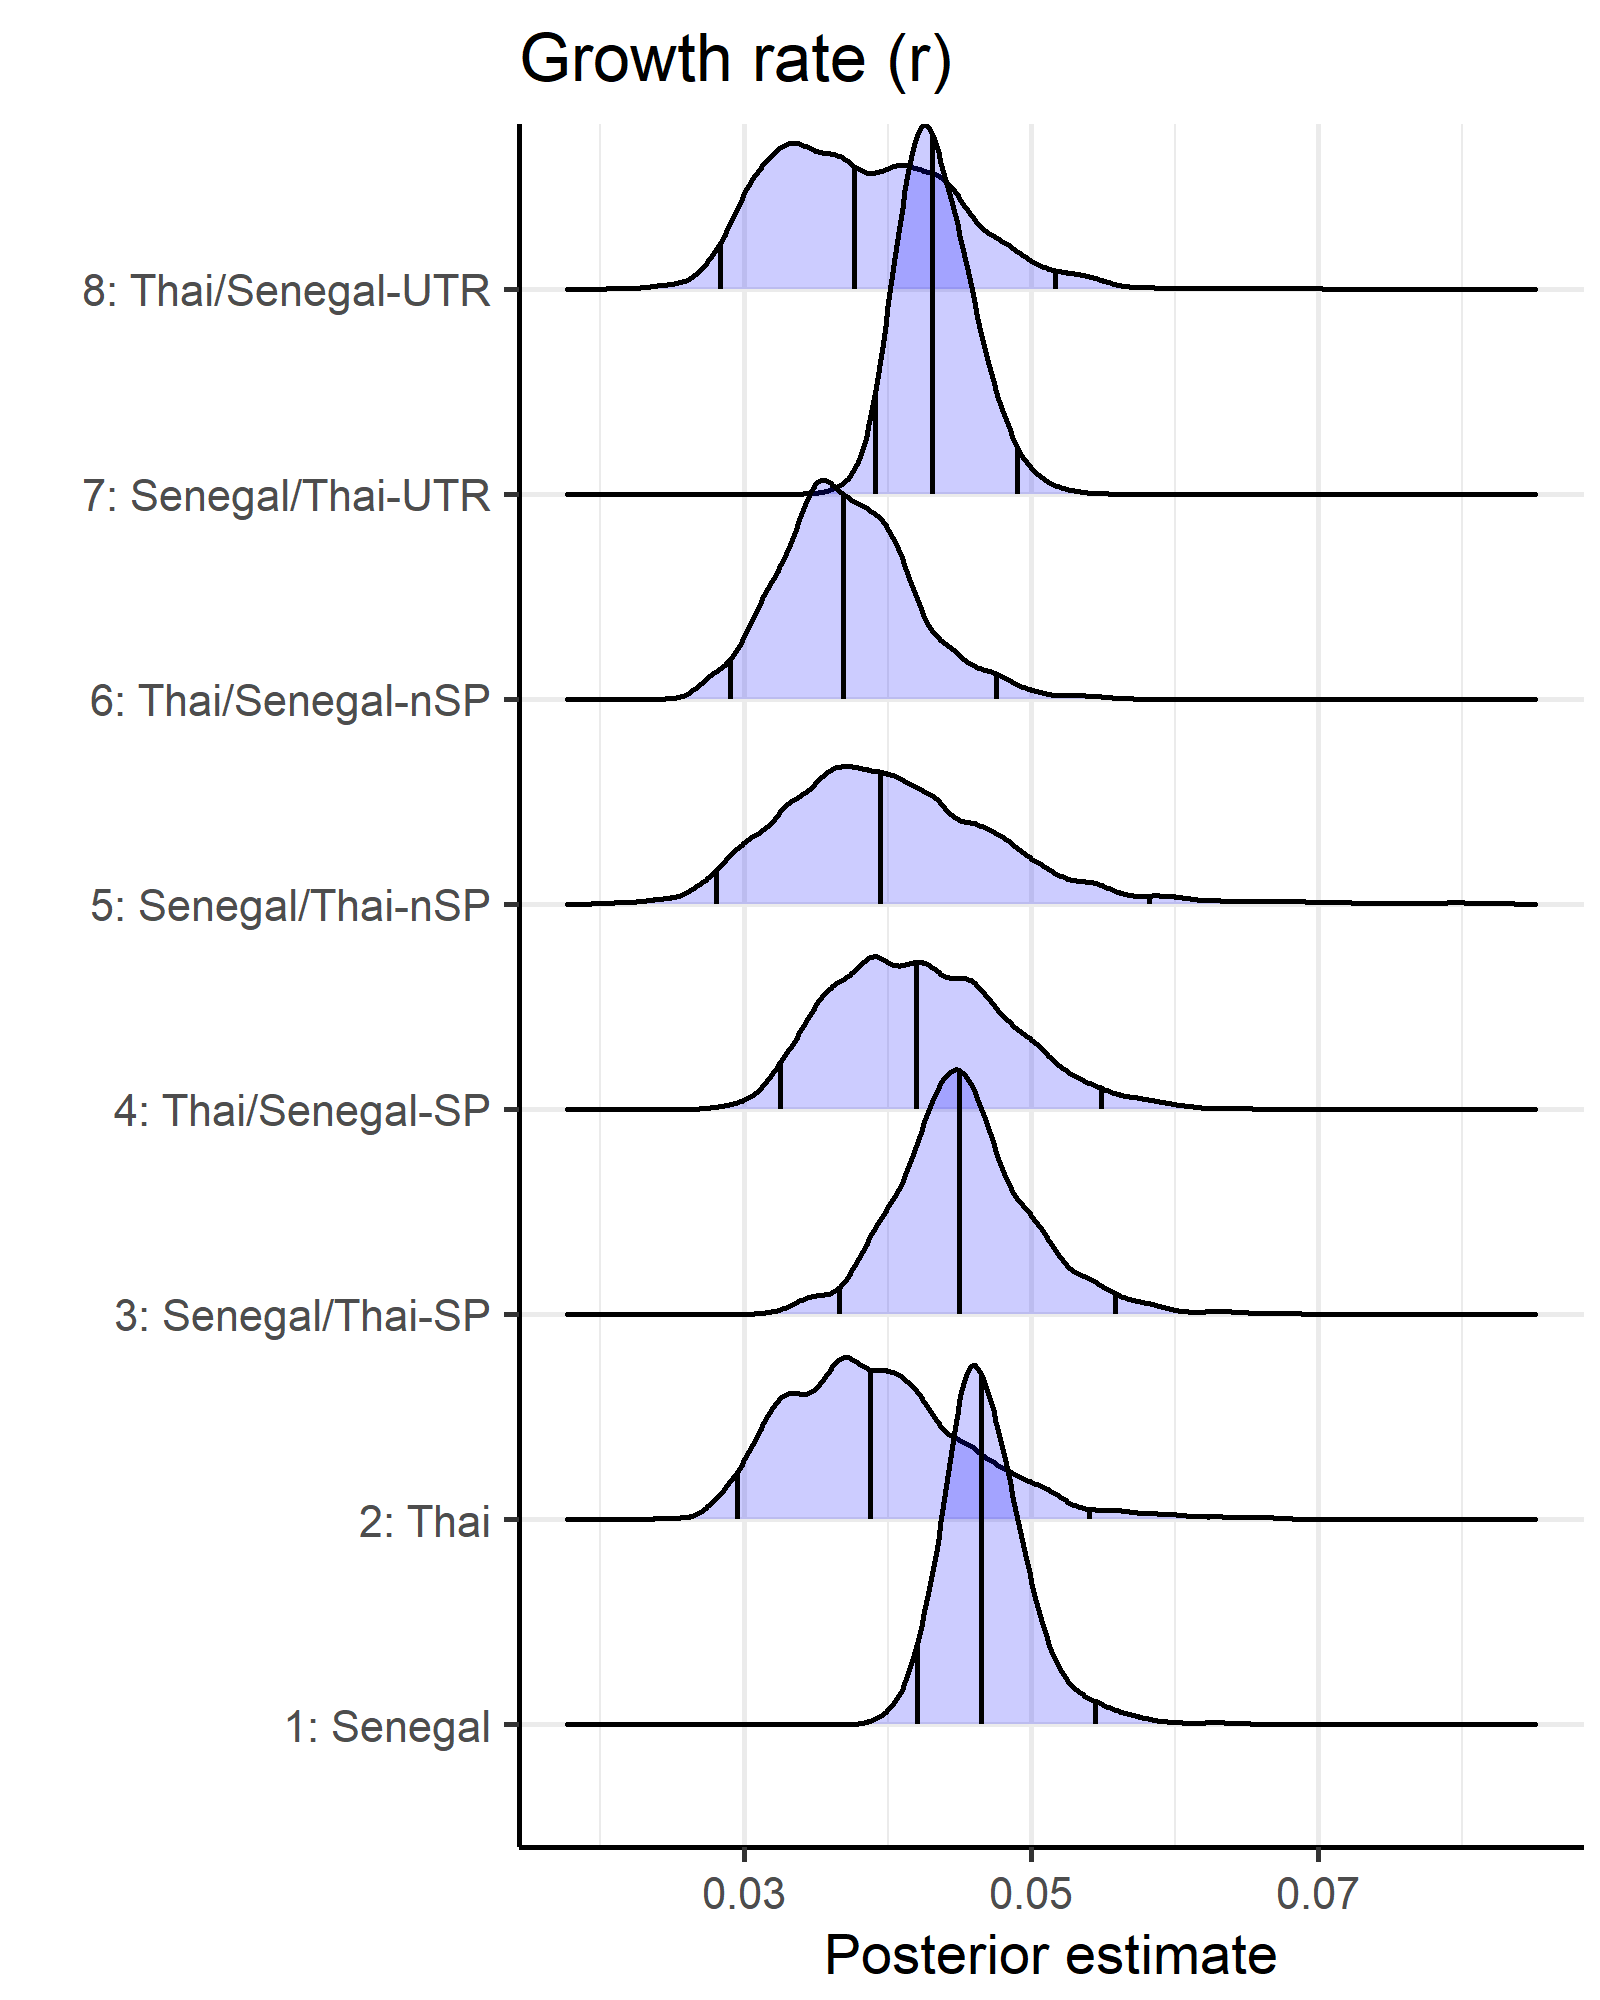 Growth rate (r)
8: Thai/Senegal-UTR
7: Senegal/Thai-UTR
6: Thai/Senegal-nSP
5: Senegal/Thai-nSP
4: Thai/Senegal-SP
3: Senegal/Thai-SP
2: Thai
1: Senegal
0.03 0.05 0.07
Posterior estimate